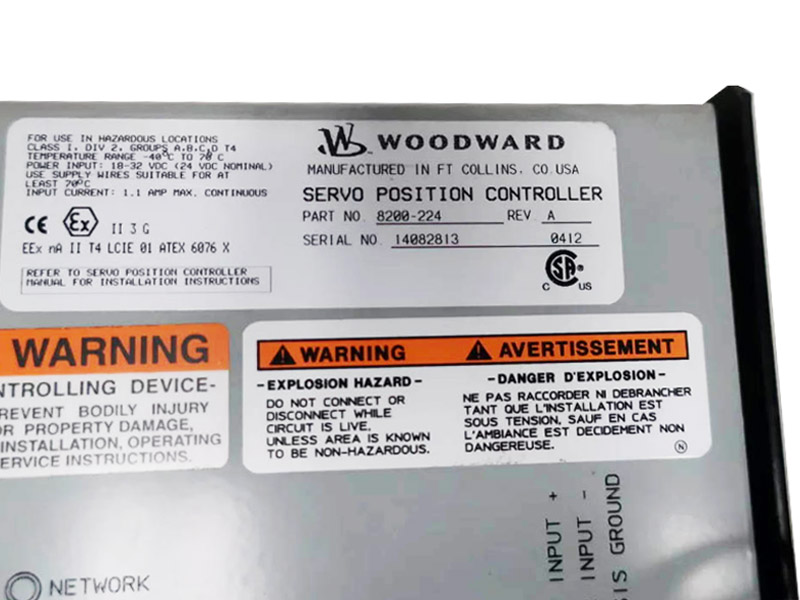 FOR USE IN HAZARDOUS LOCATIONS
CLASS I, DIV 2, GROUPS A,B,C,D T4
TEMPERATURE RANGE -40°C TO 70 C
POWER INPUT: 18-32 VDC (24 VDC NOMINAL)
USE SUPPLY WIRES SUITABLE FOR AT
LEAST 70°C
INPUT CURRENT: 1.1 AMP MAX. CONTINUOUS
CE Ex II 3 G
EEx nA II T4 LCIE 01 ATEX 6076 X
REFER TO SERVO POSITION CONTROLLER
MANUAL FOR INSTALLATION INSTRUCTIONS
WOODWARD
MANUFACTURED IN FT COLLINS, CO.USA
SERVO POSITION CONTROLLER
PART NO. 8200-224 REV. A
SERIAL NO. 14082813 0412
C SA US
WARNING
NTROLLING DEVICE-
REVENT BODILY INJURY
OR PROPERTY DAMAGE,
INSTALLATION, OPERATING
ERVICE INSTRUCTIONS.
WARNING
-EXPLOSION HAZARD-
DO NOT CONNECT OR
DISCONNECT WHILE
CIRCUIT IS LIVE,
UNLESS AREA IS KNOWN
TO BE NON-HAZARDOUS.
AVERTISSEMENT
-DANGER D'EXPLOSION-
NE PAS RACCORDER NI DEBRANCHER
TANT QUE L'INSTALLATION EST
SOUS TENSION, SAUF EN CAS
L'AMBIANCE EST DECIDEMENT NON
DANGEREUSE.
N
INPUT +
INPUT -
SIS GROUND
NETWORK